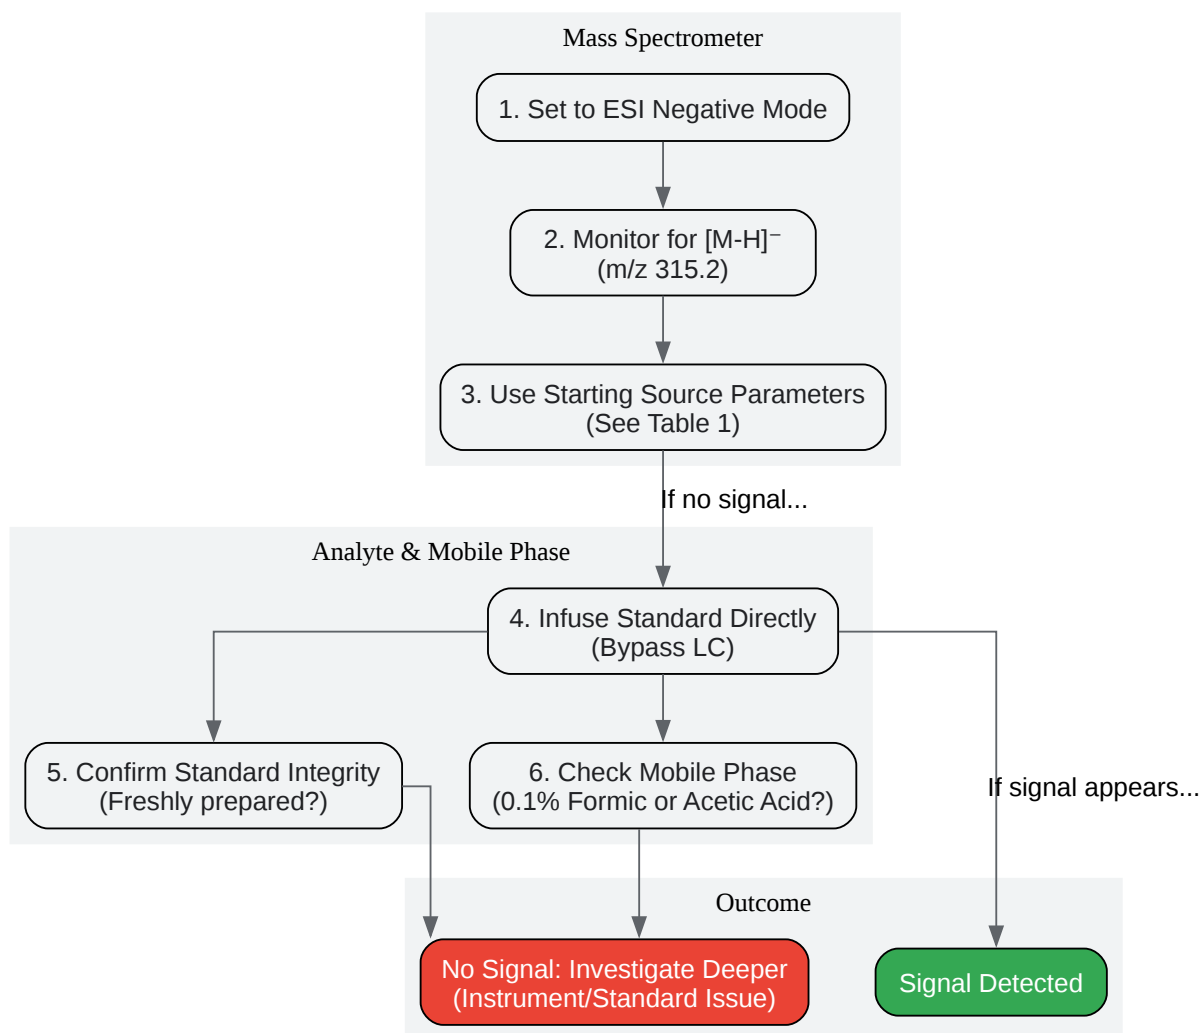 Mass Spectrometer
1. Set to ESI Negative Mode
2. Monitor for [M-H]⁻
(m/z 315.2)
3. Use Starting Source Parameters
(See Table 1)
If no signal...
Analyte & Mobile Phase
4. Infuse Standard Directly
(Bypass LC)
5. Confirm Standard Integrity
(Freshly prepared?)
6. Check Mobile Phase
(0.1% Formic or Acetic Acid?)
If signal appears...
Outcome
No Signal: Investigate Deeper
(Instrument/Standard Issue)
Signal Detected